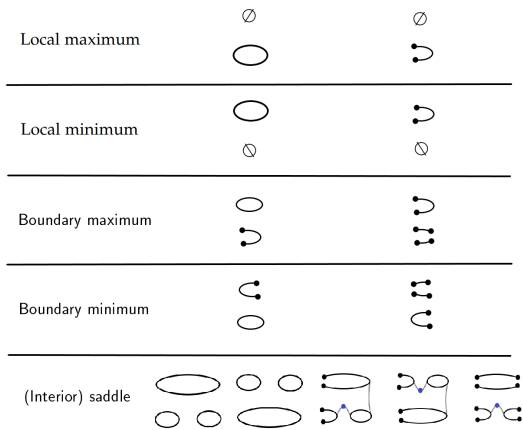 Local maximum
∅ ∅
Local minimum
∅ ∅
Boundary maximum
Boundary minimum
(Interior) saddle